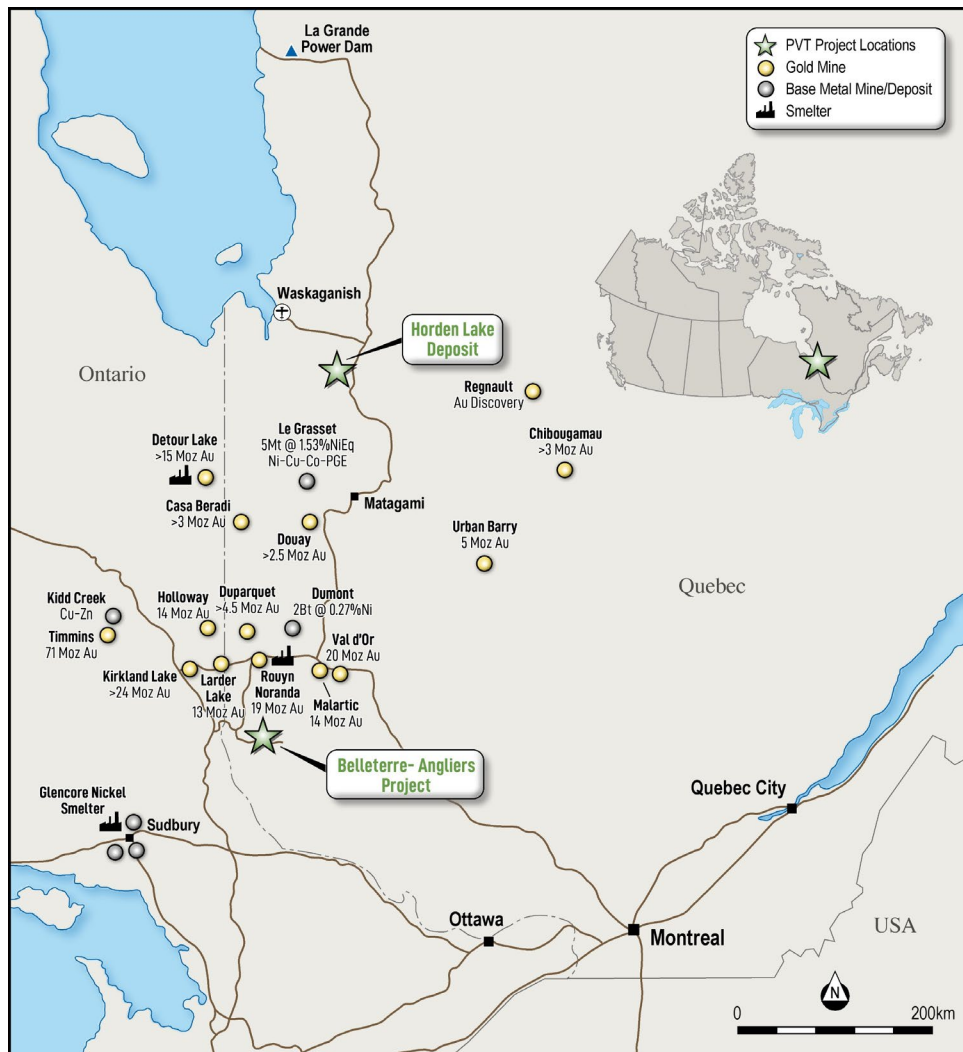 La Grande
Power Dam
PVT Project Locations
Gold Mine
Base Metal Mine/Deposit
Smelter
Waskaganish
Horden Lake
Deposit
Ontario
Regnault
Au Discovery
Le Grasset
5Mt @ 1.53%NiEq
Ni-Cu-Co-PGE
Detour Lake
>15 Moz Au
Chibougamau
>3 Moz Au
Matagami
Casa Beradi
>3 Moz Au
Douay
>2.5 Moz Au
Urban Barry
5 Moz Au
Quebec
Kidd Creek
Cu-Zn
Timmins
71 Moz Au
Holloway
14 Moz Au
Duparquet
>4.5 Moz Au
Dumont
2Bt @ 0.27%Ni
Val d'Or
20 Moz Au
Kirkland Lake
>24 Moz Au
Larder
Lake
13 Moz Au
Rouyn
Noranda
19 Moz Au
Malartic
14 Moz Au
Belleterre- Angliers
Project
Glencore Nickel
Smelter
Sudbury
Quebec City
Ottawa
Montreal
USA
N
0
200km